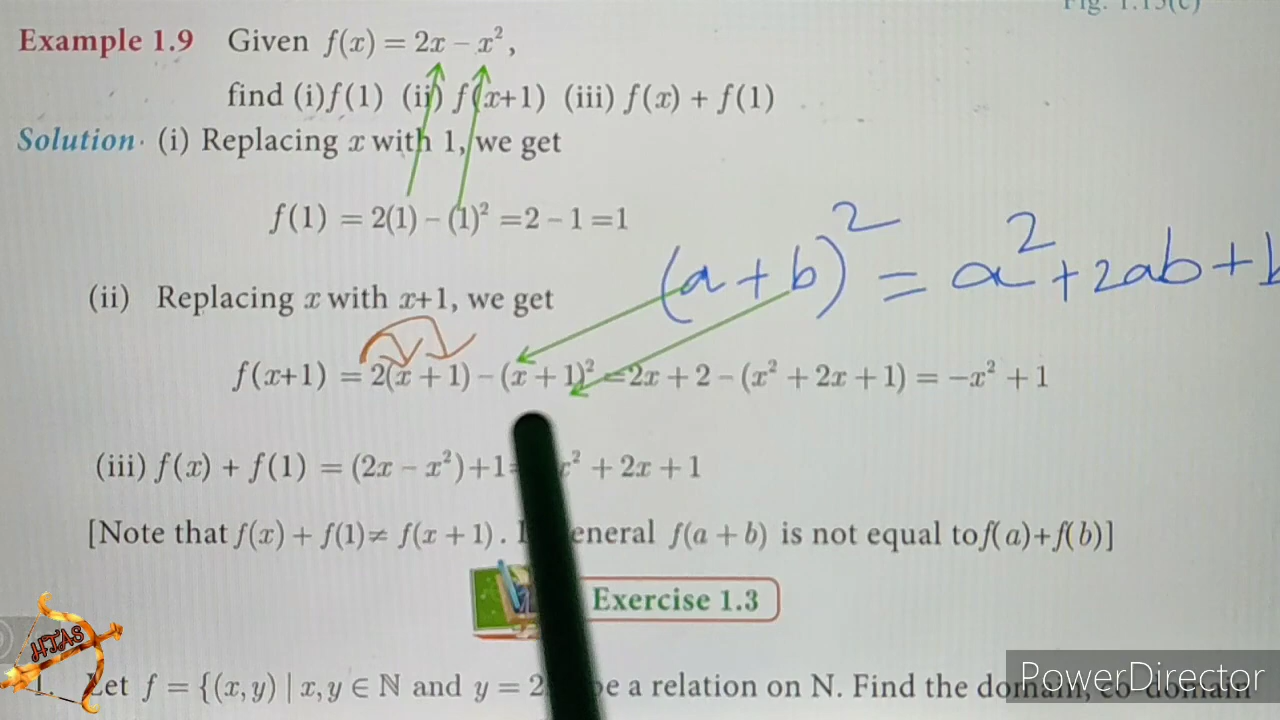 Fig. 1.13(c)
Example 1.9 Given f(x) = 2x − x²,
find (i) f(1) (ii) f(x+1) (iii) f(x) + f(1)
Solution. (i) Replacing x with 1, we get
f(1) = 2(1) − (1)² = 2 − 1 = 1
(a + b)² = a² + 2ab + b
(ii) Replacing x with x+1, we get
f(x+1) = 2(x + 1) − (x + 1)² = 2x + 2 − (x² + 2x + 1) = −x² + 1
(iii) f(x) + f(1) = (2x − x²)+1= x² + 2x + 1
[Note that f(x) + f(1) ≠ f(x + 1). eneral f(a + b) is not equal to f(a)+f(b)]
Exercise 1.3
HTAS
Let f = {(x,y) | x,y ∈ ℕ and y = 2 be a relation on N. Find the domain, co-domain
PowerDirector